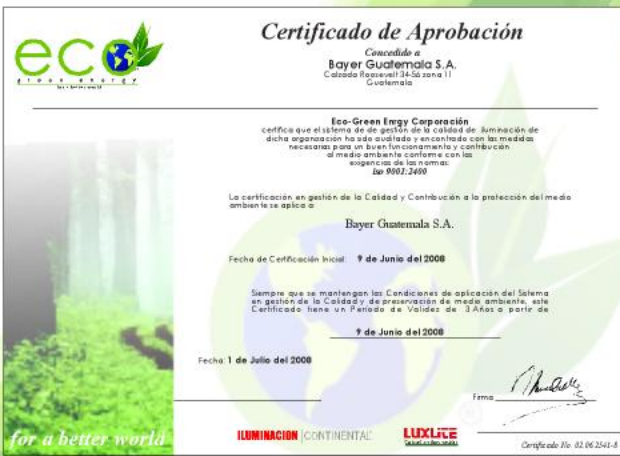 eco
green energy
for a better world
Certificado de Aprobación
Concedido a
Bayer Guatemala S.A.
Calzada Roosevelt 34-56 zona 11
Guatemala
Eco-Green Enrgy Corporación
certifica que el sistema de de gestión de la calidad de iluminación de
dicha organización ha sido auditado y encontrado con las medidas
necesarias para un buen funcionamiento y contribución
al medio ambiente conforme con las
exigencias de las normas:
iso 9001:2400
La certificación en gestión de la Calidad y Contribución a la protección del medio
ambiente se aplica a:
Bayer Guatemala S.A.
Fecha de Certificación Inicial: 9 de Junio del 2008
Siempre que se mantengan las Condiciones de aplicación del Sistema
en gestión de la Calidad y de preservación de medio ambiente, este
Certificado tiene un Período de Validez de 3 Años a partir de
9 de Junio del 2008
Fecha: 1 de Julio del 2008
Firma
for a better world
ILUMINACION CONTINENTAL
LUXLITE
Certificado No. 02.06.2541-8